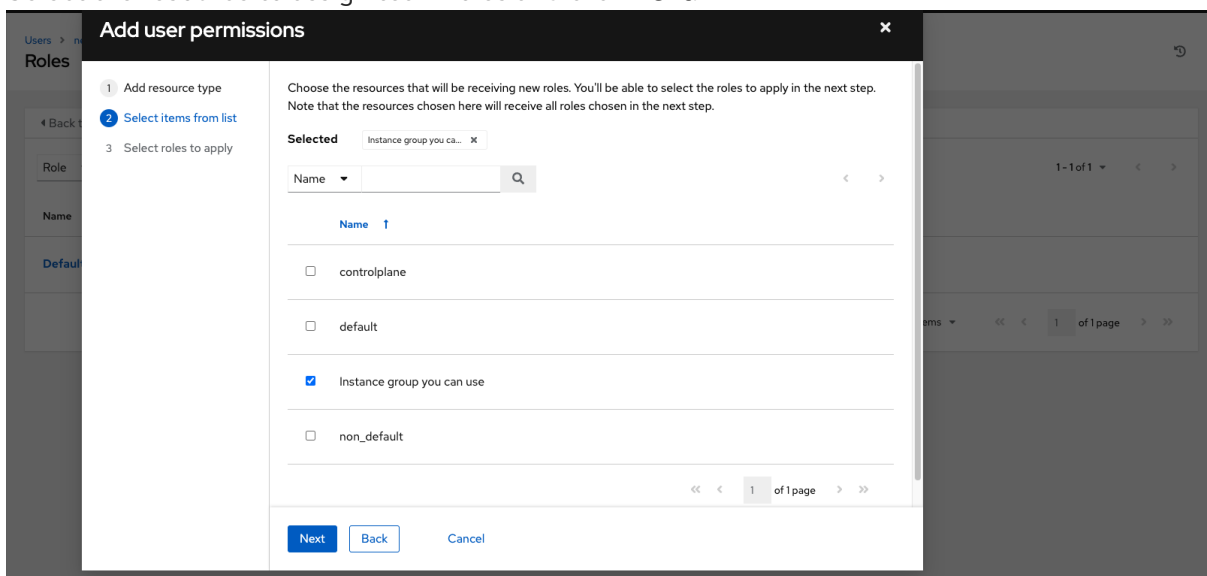 Add user permissions
Users > n
Roles
1 Add resource type
2 Select items from list
3 Select roles to apply
Choose the resources that will be receiving new roles. You'll be able to select the roles to apply in the next step.
Note that the resources chosen here will receive all roles chosen in the next step.
Selected Instance group you ca...
Name
Name
controlplane
default
Instance group you can use
non_default
1 of 1 page
Next Back Cancel
Back t
Role
1 - 1 of 1
Name
Defaul
ems 1 of 1 page